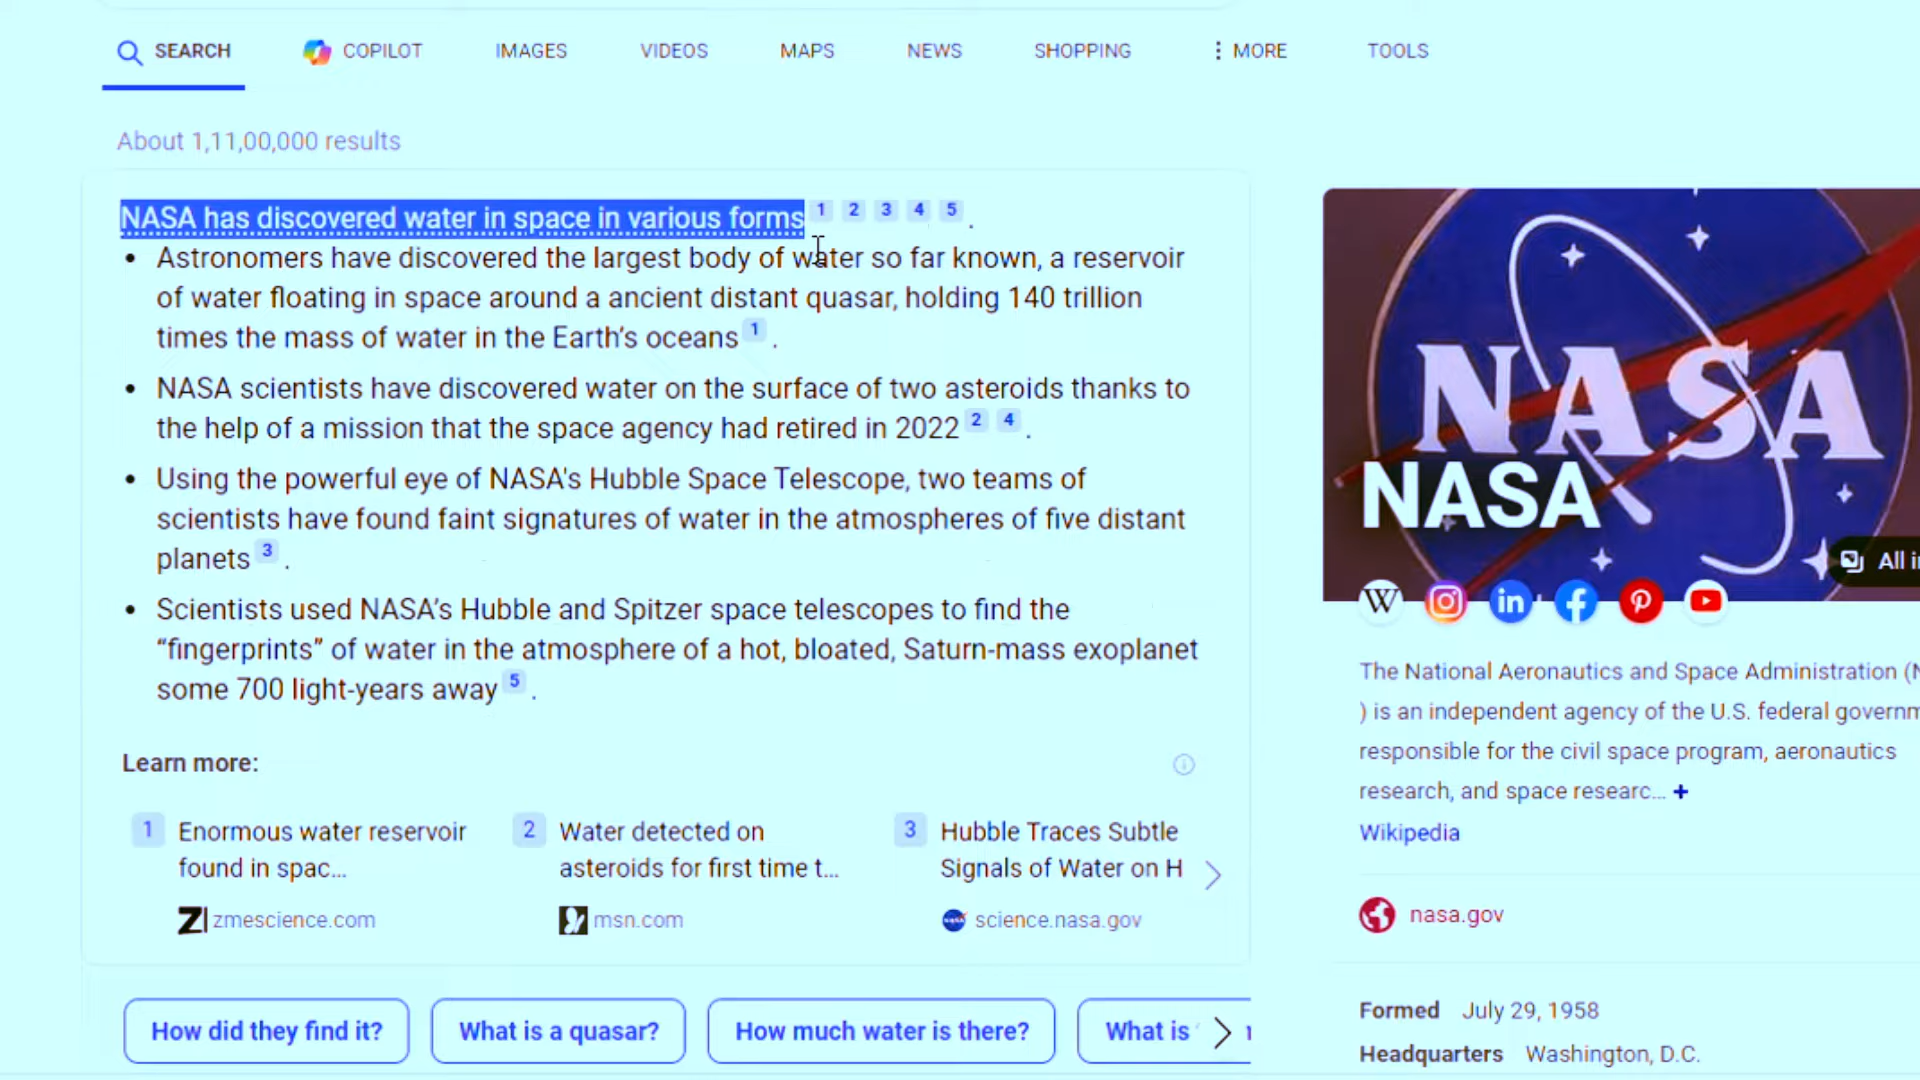 SEARCH COPILOT IMAGES VIDEOS MAPS NEWS SHOPPING MORE TOOLS
About 1,11,00,000 results
NASA has discovered water in space in various forms 1 2 3 4 5 .
• Astronomers have discovered the largest body of water so far known, a reservoir
of water floating in space around a ancient distant quasar, holding 140 trillion
times the mass of water in the Earth’s oceans 1 .
• NASA scientists have discovered water on the surface of two asteroids thanks to
the help of a mission that the space agency had retired in 2022 2 4 .
• Using the powerful eye of NASA's Hubble Space Telescope, two teams of
scientists have found faint signatures of water in the atmospheres of five distant
planets 3 .
• Scientists used NASA’s Hubble and Spitzer space telescopes to find the
“fingerprints” of water in the atmosphere of a hot, bloated, Saturn-mass exoplanet
some 700 light-years away 5 .
Learn more:
1 Enormous water reservoir
found in spac...
zmescience.com
2 Water detected on
asteroids for first time t...
msn.com
3 Hubble Traces Subtle
Signals of Water on H
science.nasa.gov
How did they find it? What is a quasar? How much water is there? What is
NASA
NASA
All i
W in f
The National Aeronautics and Space Administration (N
) is an independent agency of the U.S. federal governm
responsible for the civil space program, aeronautics
research, and space researc... +
Wikipedia
nasa.gov
Formed July 29, 1958
Headquarters Washington, D.C.